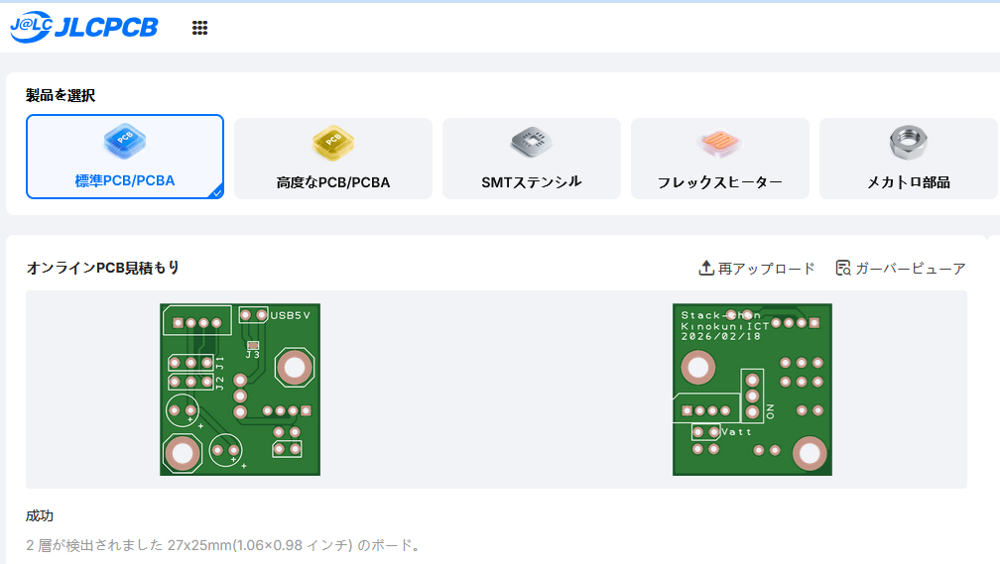 J@LC JLCPCB
製品を選択
PCB PCB
標準PCB/PCBA 高度なPCB/PCBA SMTステンシル フレックスヒーター メカトロ部品
オンラインPCB見積もり 再アップロード ガーバービューア
USB5V
J3
J1
J2
+
+
+
+
Stack-chan
Kinokuni ICT
2026/02/18
ON
Vatt
成功
2 層が検出されました 27x25mm(1.06×0.98 インチ) のボード。